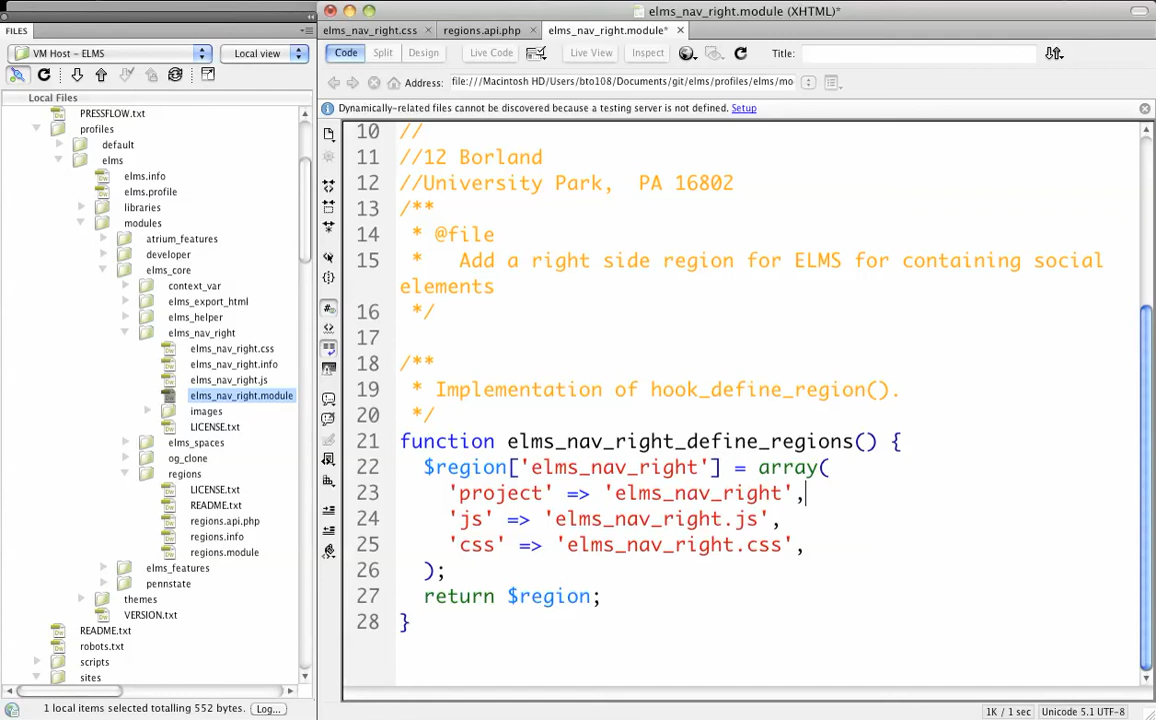 elms_nav_right.module (XHTML)*
FILES
elms_nav_right.css
regions.api.php
elms_nav_right.module*
VM Host – ELMS
Local view
Code
Split
Design
Live Code
Live View
Inspect
Title:
Address:
file:///Macintosh HD/Users/bto108/Documents/git/elms/profiles/elms/mo
Local Files
Dynamically-related files cannot be discovered because a testing server is not defined.
Setup
PRESSFLOW.txt
profiles
default
elms
elms.info
elms.profile
libraries
modules
atrium_features
developer
elms_core
context_var
elms_export_html
elms_helper
elms_nav_right
elms_nav_right.css
elms_nav_right.info
elms_nav_right.js
elms_nav_right.module
images
LICENSE.txt
elms_spaces
og_clone
regions
LICENSE.txt
README.txt
regions.api.php
regions.info
regions.module
elms_features
pennstate
themes
VERSION.txt
README.txt
robots.txt
scripts
sites
10 //
11 //12 Borland
12 //University Park,  PA 16802
13 /**
14  * @file
15  *   Add a right side region for ELMS for containing social
elements
16  */
17
18 /**
19  * Implementation of hook_define_region().
20  */
21 function elms_nav_right_define_regions() {
22   $region['elms_nav_right'] = array(
23     'project' => 'elms_nav_right',
24     'js' => 'elms_nav_right.js',
25     'css' => 'elms_nav_right.css',
26   );
27   return $region;
28 }
1 local items selected totalling 552 bytes.
Log...
1K / 1 sec
Unicode 5.1 UTF-8